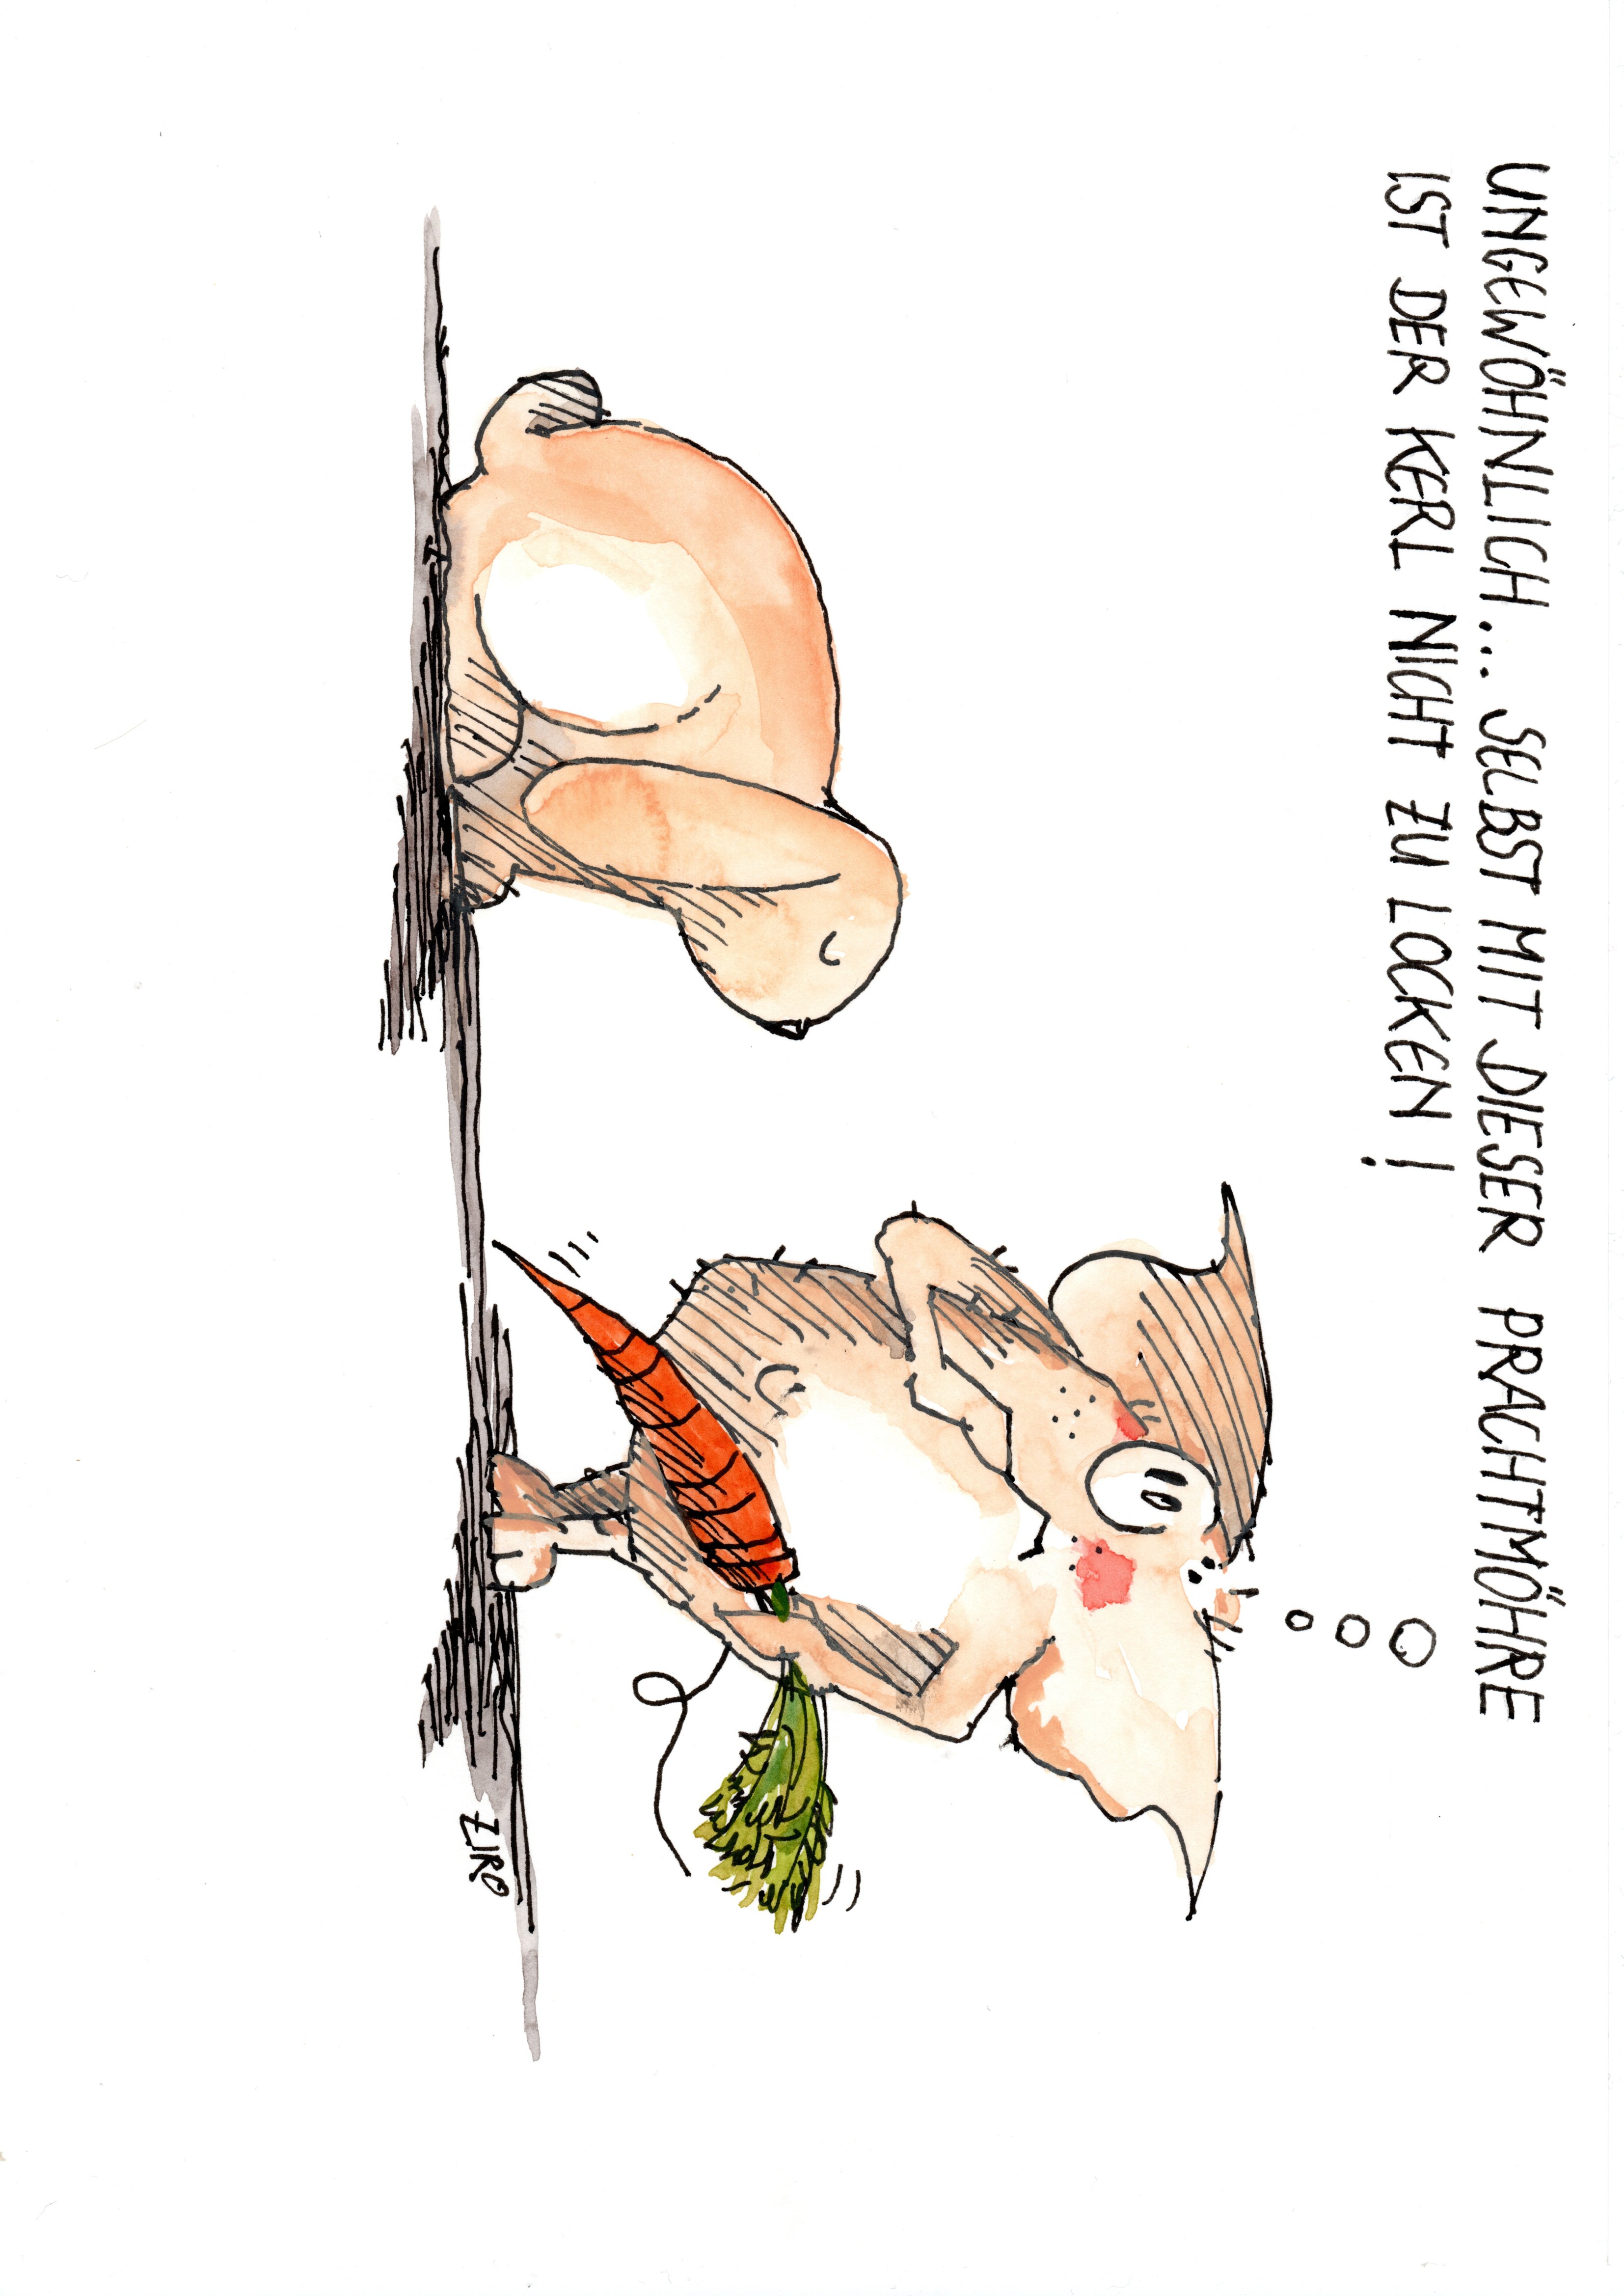 UNGEWÖHNLICH... SELBST MIT DIESER PRACHTMÖHRE
IST DER KERL NICHT ZU LOCKEN!
ZIRO